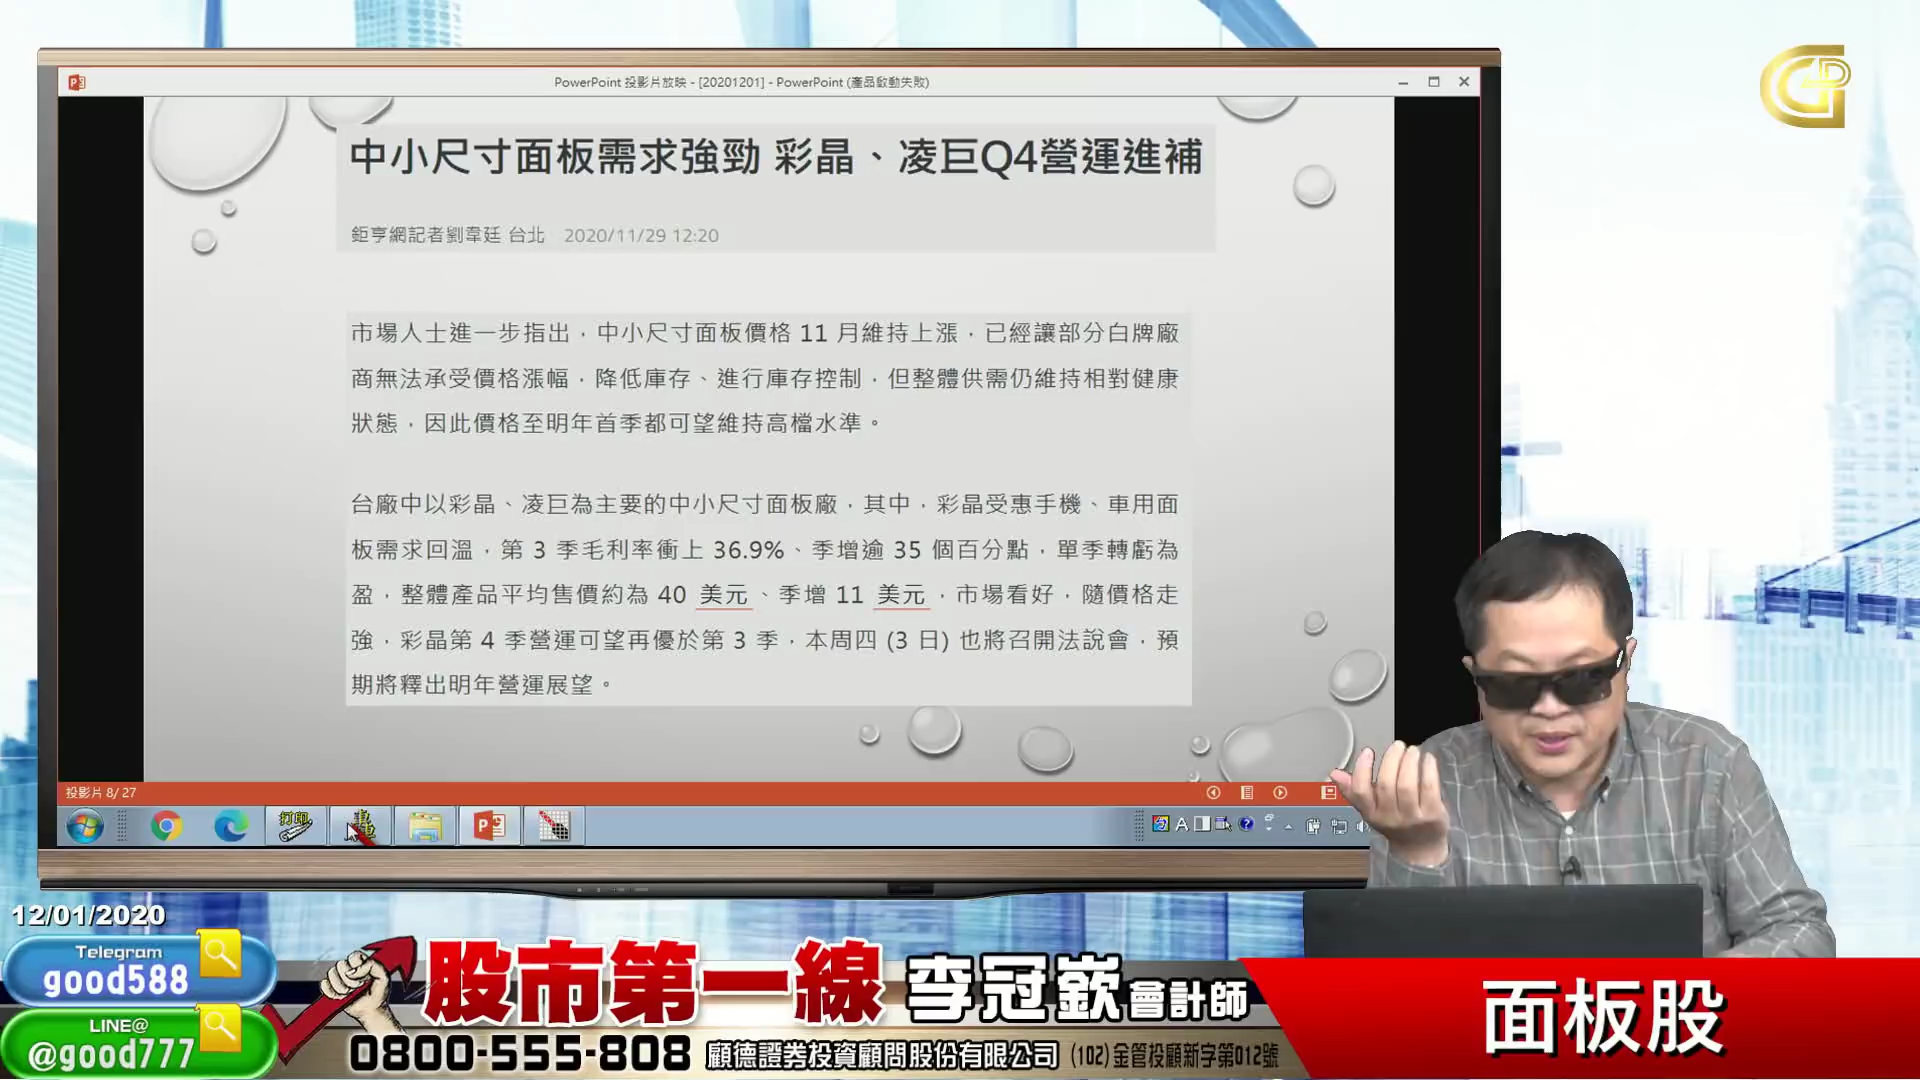 PowerPoint 投影片放映 - [20201201] - PowerPoint (產品啟動失敗)
中小尺寸面板需求強勁 彩晶、凌巨Q4營運進補
鉅亨網記者劉韋廷 台北 2020/11/29 12:20
市場人士進一步指出，中小尺寸面板價格 11 月維持上漲，已經讓部分白牌廠
商無法承受價格漲幅，降低庫存、進行庫存控制，但整體供需仍維持相對健康
狀態，因此價格至明年首季都可望維持高檔水準。
台廠中以彩晶、凌巨為主要的中小尺寸面板廠，其中，彩晶受惠手機、車用面
板需求回溫，第 3 季毛利率衝上 36.9%、季增逾 35 個百分點，單季轉虧為
盈，整體產品平均售價約為 40 美元、季增 11 美元，市場看好，隨價格走
強，彩晶第 4 季營運可望再優於第 3 季，本周四 (3 日) 也將召開法說會，預
期將釋出明年營運展望。
投影片 8/ 27
打印
A
12/01/2020
Telegram
good588
LINE@
@good777
股市第一線 李冠嶔會計師
0800-555-808 顧德證券投資顧問股份有限公司 (102)金管投顧新字第012號
面板股